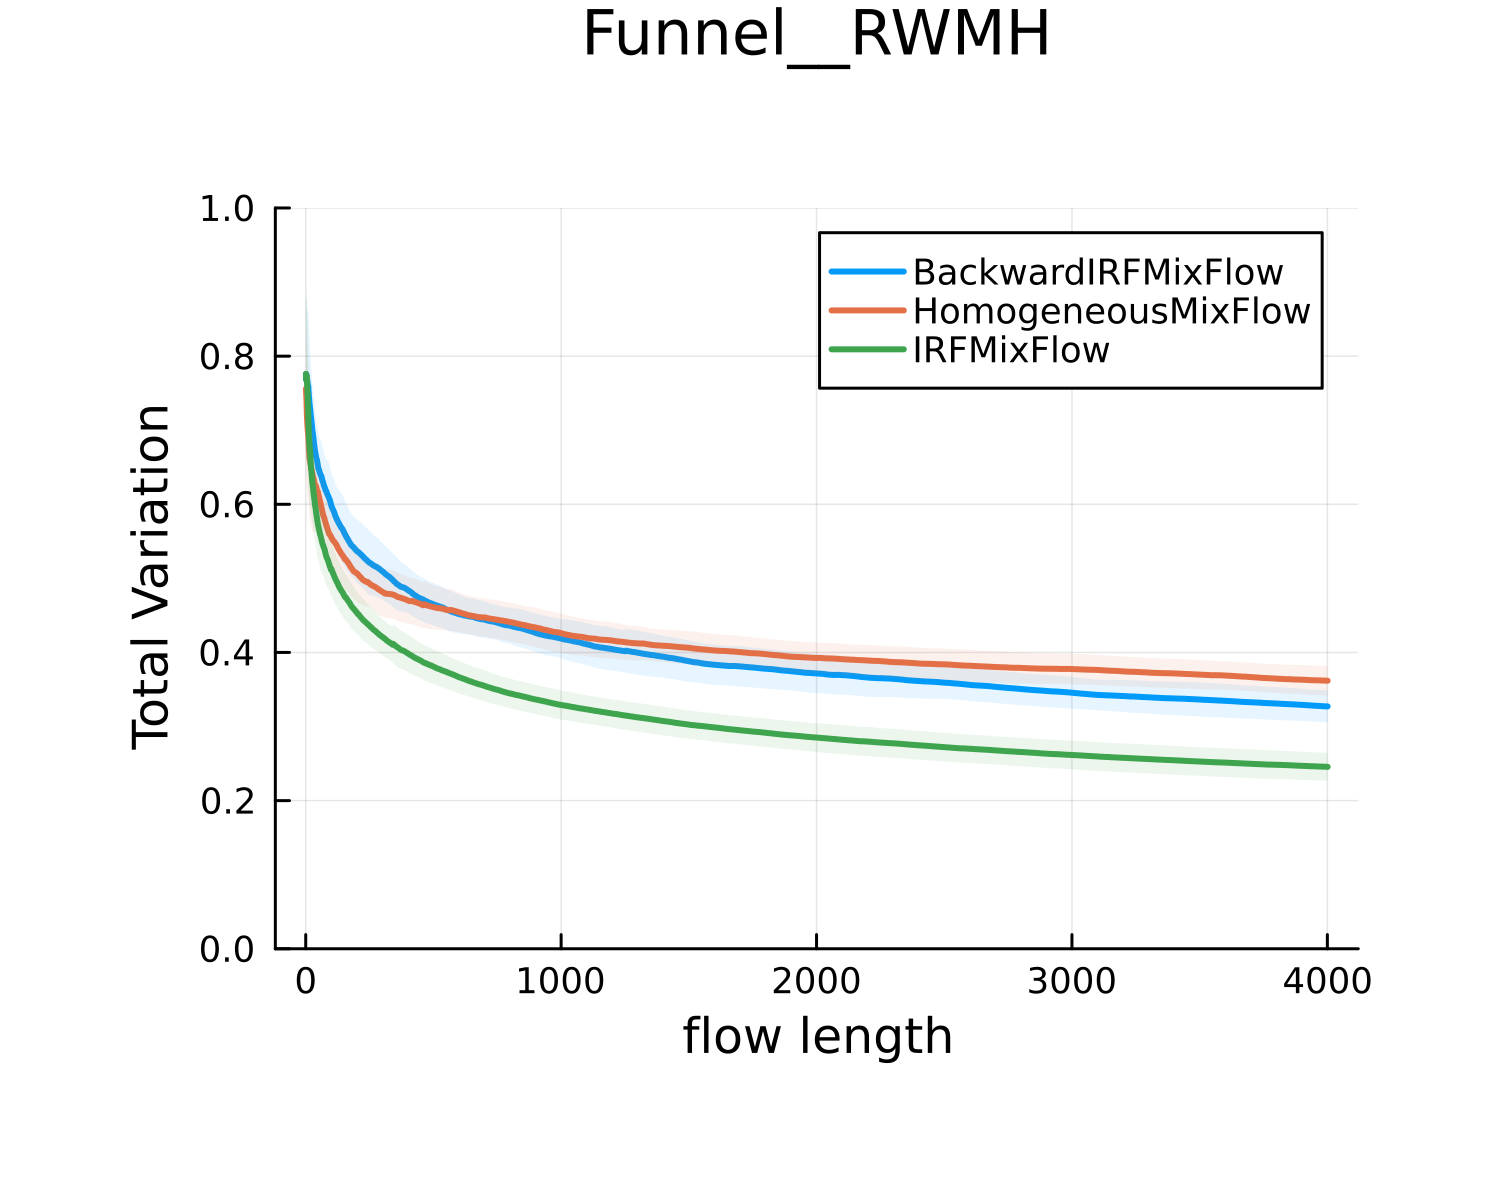 Funnel__RWMH
Total Variation
1.0
0.8
0.6
0.4
0.2
0.0
BackwardIRFMixFlow
HomogeneousMixFlow
IRFMixFlow
0 1000 2000 3000 4000
flow length